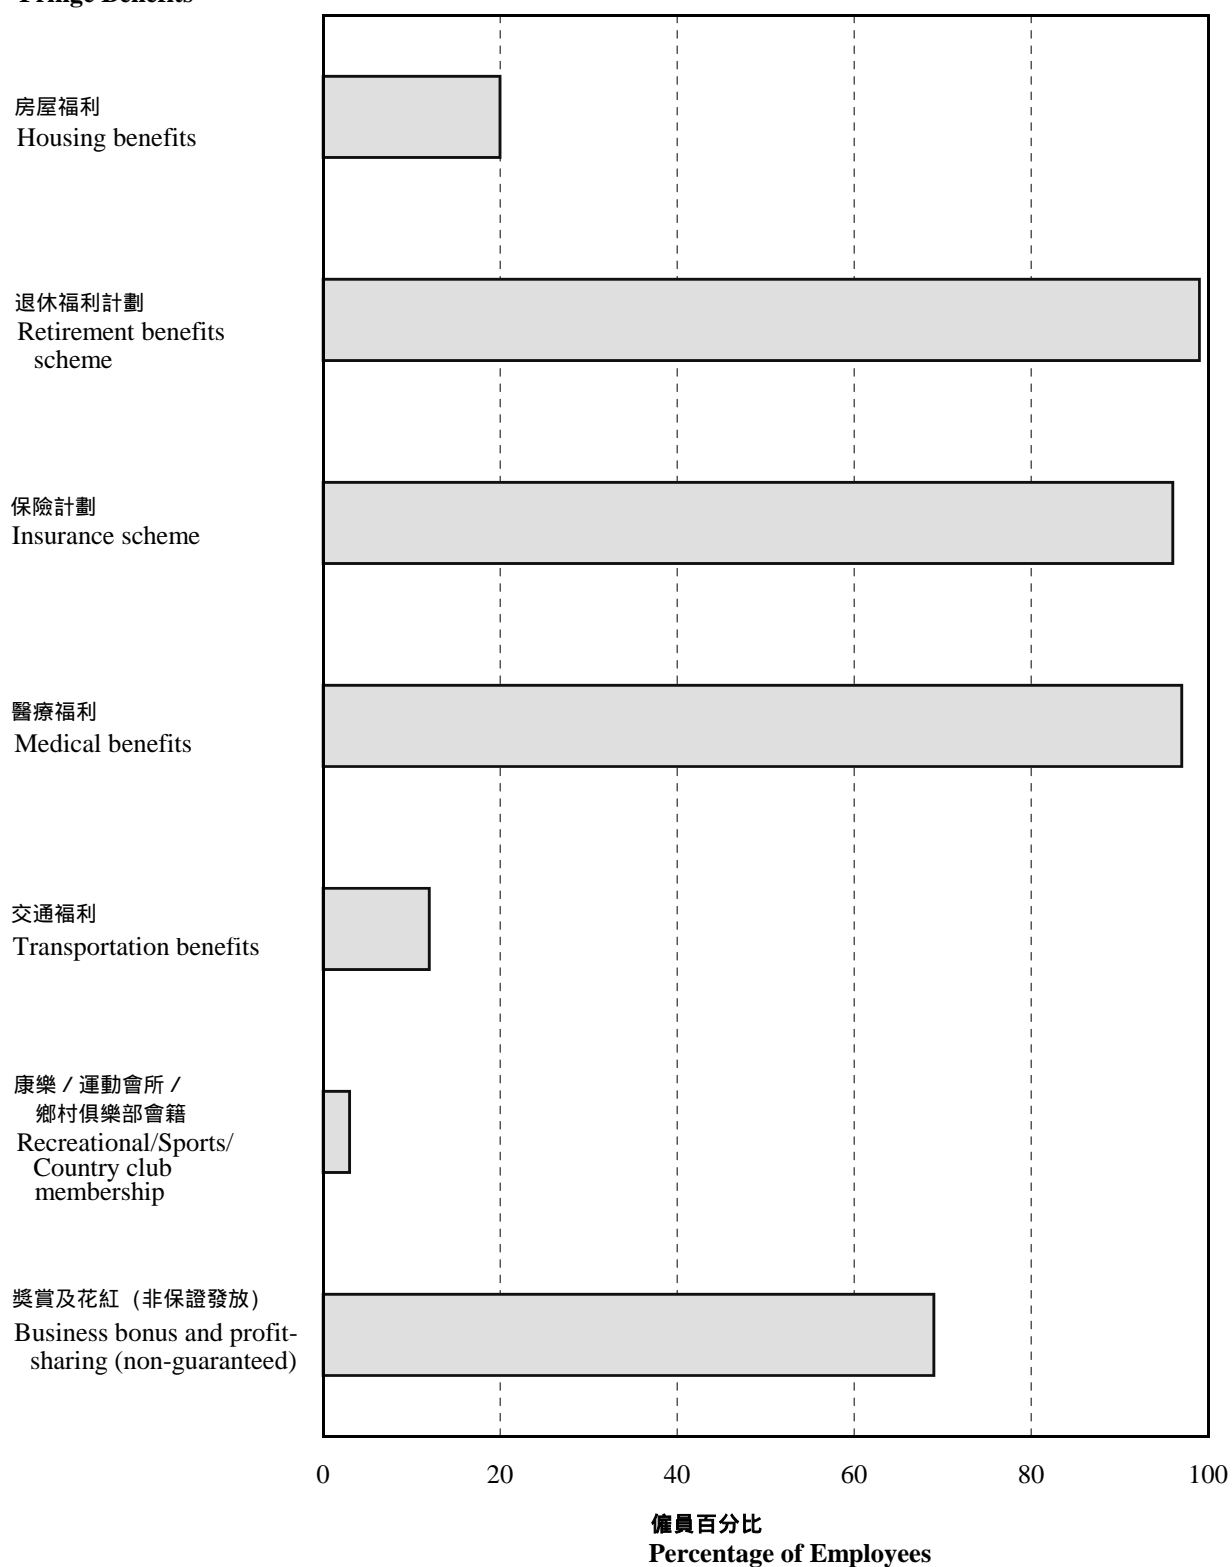 Fringe Benefits
房屋福利
Housing benefits
退休福利計劃
Retirement benefits
scheme
保險計劃
Insurance scheme
醫療福利
Medical benefits
交通福利
Transportation benefits
康樂 / 運動會所 /
鄉村俱樂部會籍
Recreational/Sports/
Country club
membership
獎賞及花紅 (非保證發放)
Business bonus and profit-
sharing (non-guaranteed)
0 20 40 60 80 100
僱員百分比
Percentage of Employees